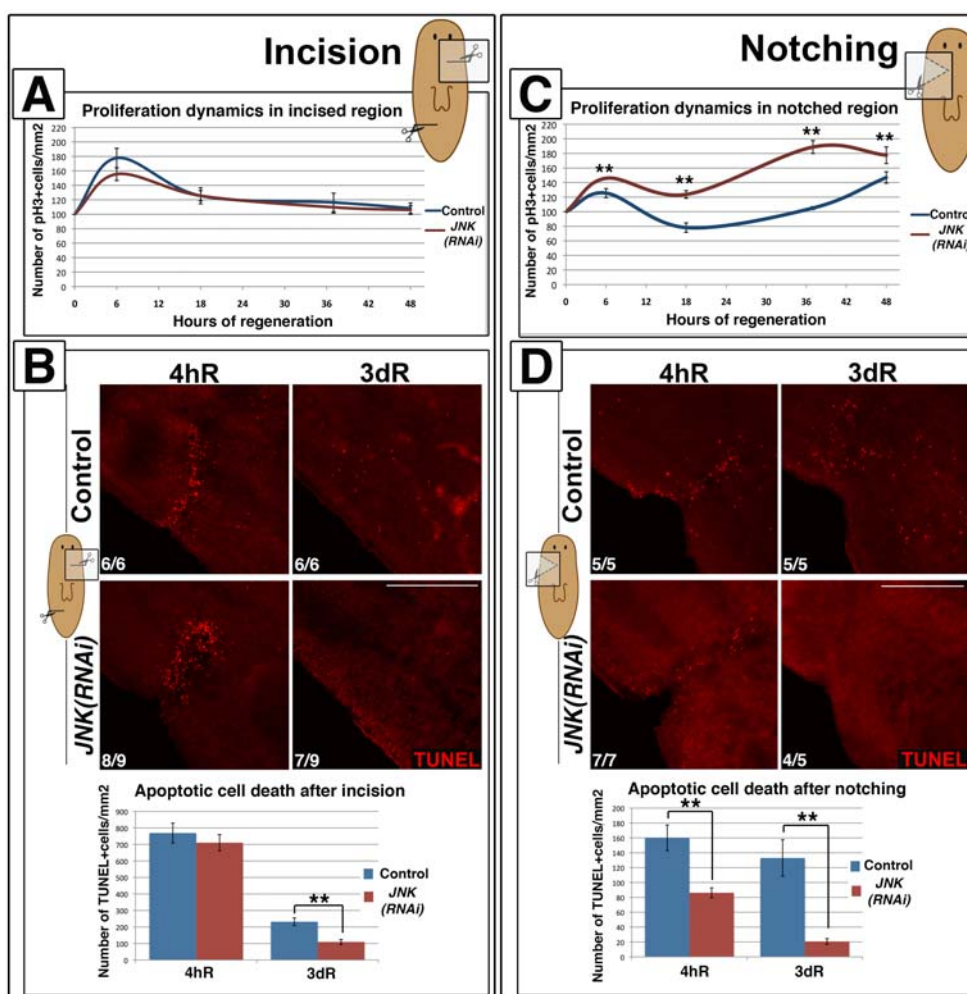 Incision
A
Proliferation dynamics in incised region
Number of pH3+cells/mm2
220
200
180
160
140
120
100
80
60
40
20
0
0 6 12 18 24 30 36 42 48
Hours of regeneration
Control
JNK
(RNAi)
B
4hR 3dR
Control
6/6 6/6
JNK(RNAi)
8/9 7/9 TUNEL
Apoptotic cell death after incision
Number of TUNEL+cells/mm2
900
800
700
600
500
400
300
200
100
0
**
4hR 3dR
Control
JNK
(RNAi)
Notching
C
Proliferation dynamics in notched region
Number of pH3+cells/mm2
220
200
180
160
140
120
100
80
60
40
20
0
** ** ** **
0 6 12 18 24 30 36 42 48
Hours of regeneration
Control
JNK
(RNAi)
D
4hR 3dR
Control
5/5 5/5
JNK(RNAi)
7/7 4/5 TUNEL
Apoptotic cell death after notching
Number of TUNEL+cells/mm2
200
180
160
140
120
100
80
60
40
20
0
** **
4hR 3dR
Control
JNK
(RNAi)